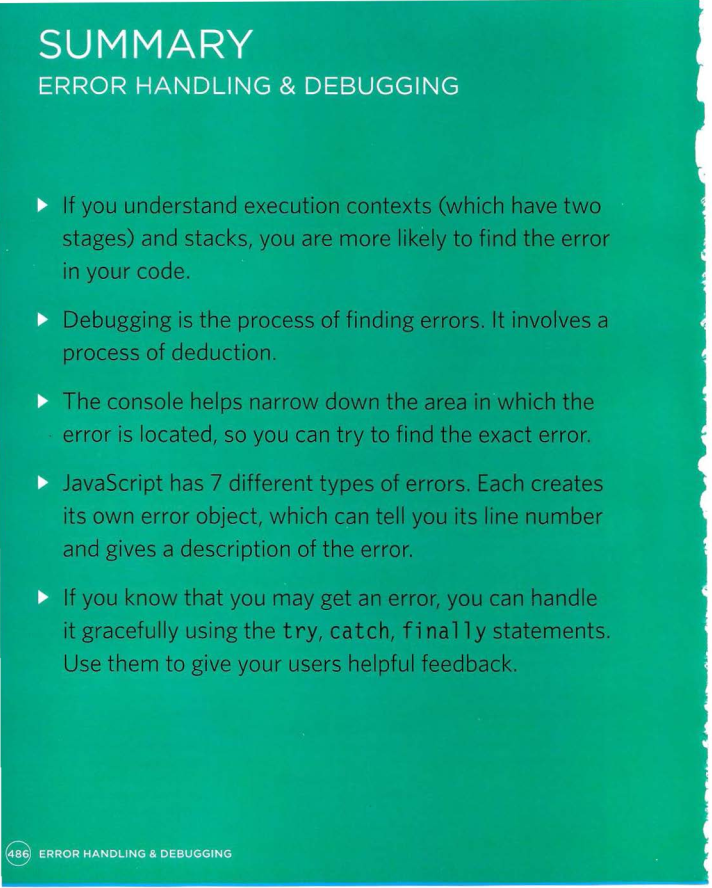 SUMMARY
ERROR HANDLING & DEBUGGING
▶ If you understand execution contexts (which have two
stages) and stacks, you are more likely to find the error
in your code.
▶ Debugging is the process of finding errors. It involves a
process of deduction.
▶ The console helps narrow down the area in which the
error is located, so you can try to find the exact error.
▶ JavaScript has 7 different types of errors. Each creates
its own error object, which can tell you its line number
and gives a description of the error.
▶ If you know that you may get an error, you can handle
it gracefully using the try, catch, finally statements.
Use them to give your users helpful feedback.
486 ERROR HANDLING & DEBUGGING